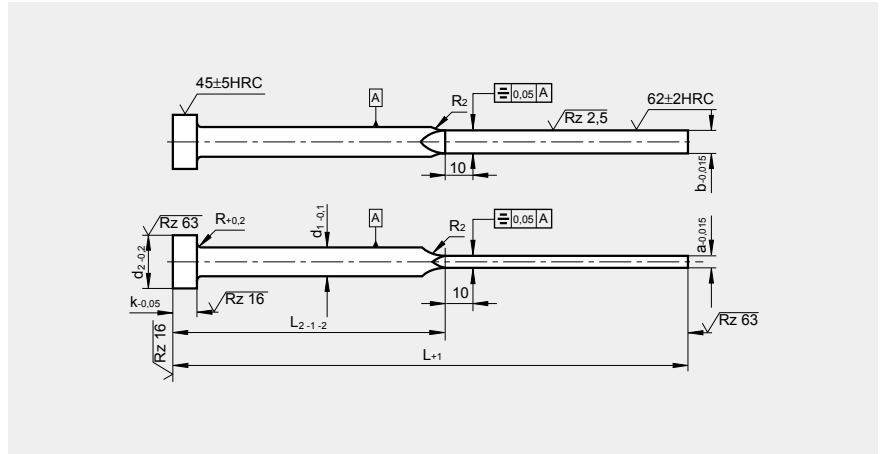 45±5HRC
A
R2
⌯ 0,05 A
Rz 2,5
62±2HRC
10
b-0,015
Rz 63
R+0,2
d1 -0,1
A
R2
⌯ 0,05 A
a-0,015
d2 -0,2
10
k-0,05
Rz 16
Rz 63
L2 -1 -2
Rz 16
L+1